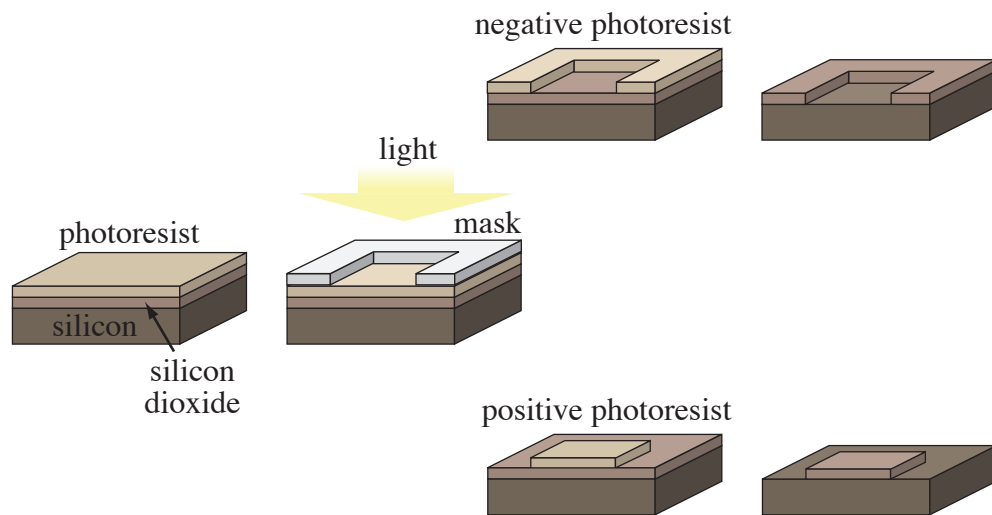 negative photoresist
light
mask
photoresist
silicon
silicon
dioxide
positive photoresist